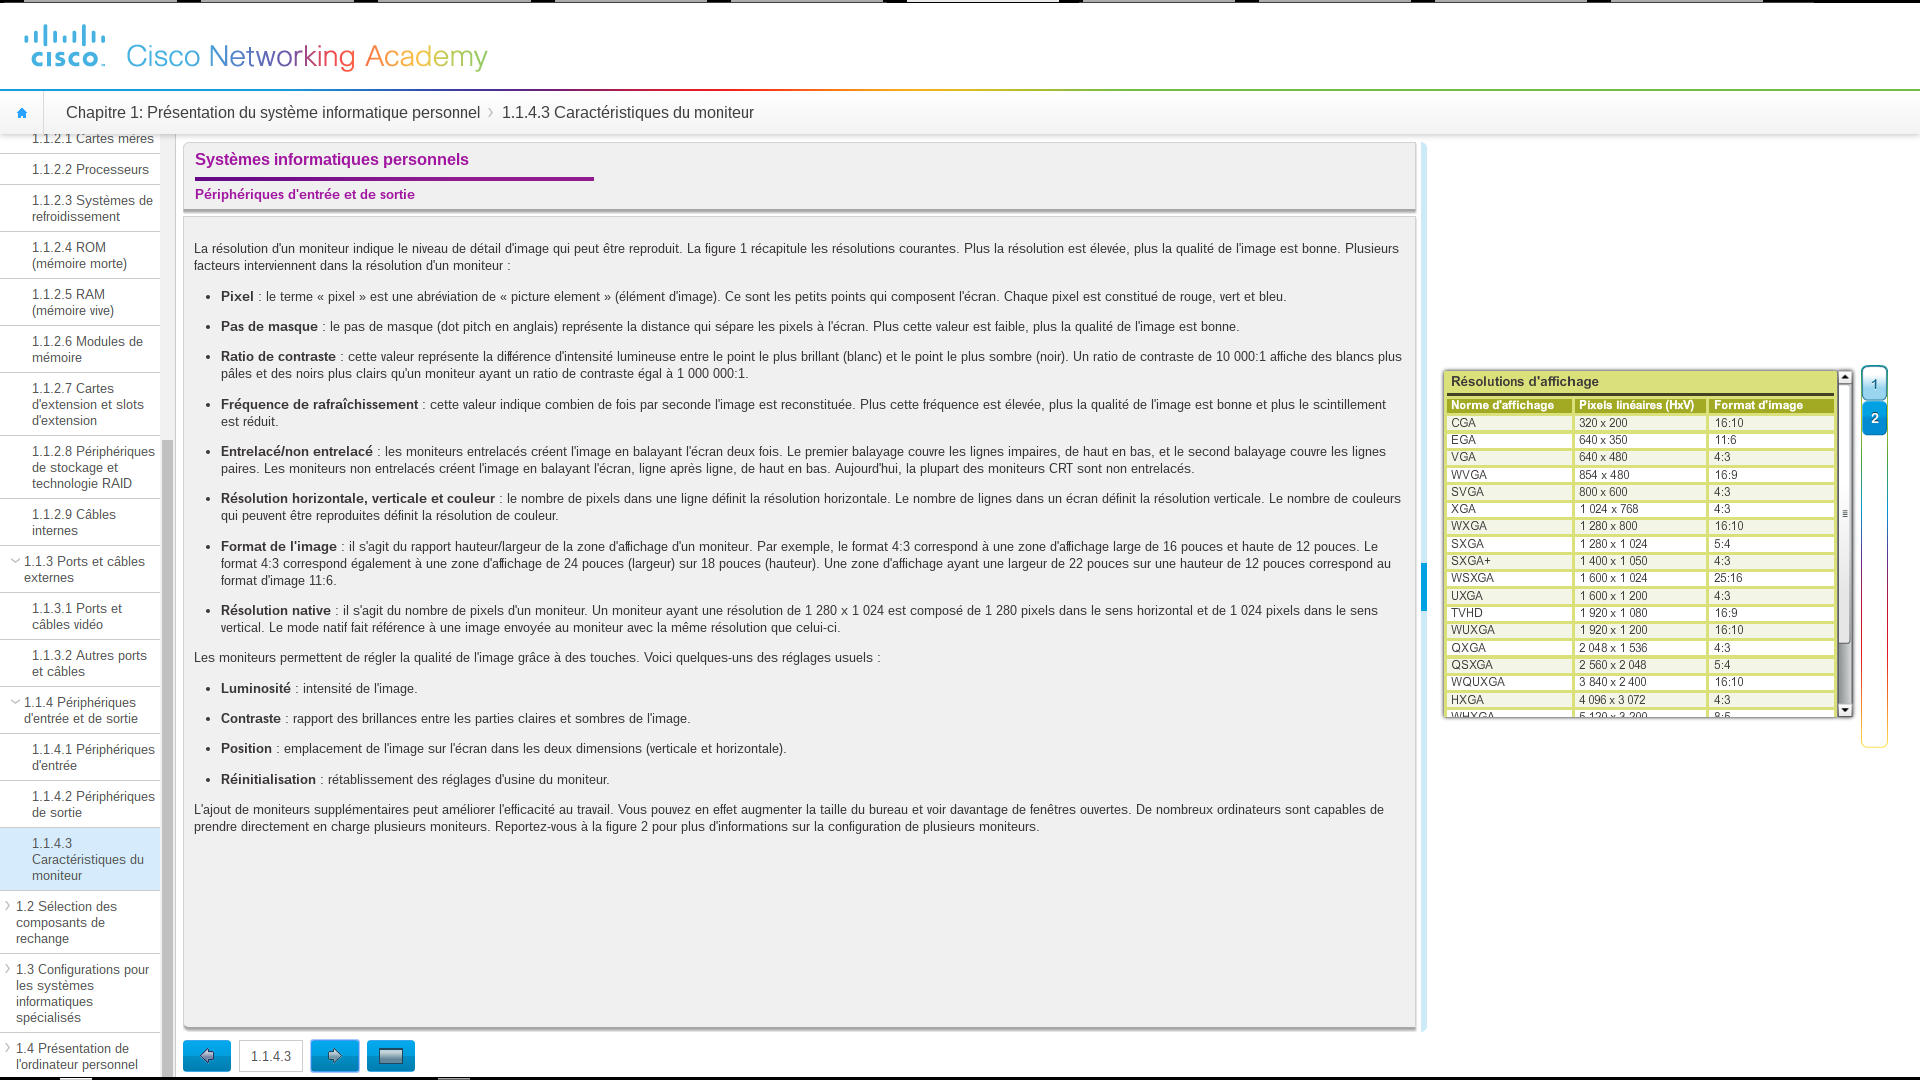 CISCO
Cisco Networking Academy
Chapitre 1: Présentation du système informatique personnel
1.1.4.3 Caractéristiques du moniteur
1.1.2.1 Cartes mères
1.1.2.2 Processeurs
1.1.2.3 Systèmes de
refroidissement
1.1.2.4 ROM
(mémoire morte)
1.1.2.5 RAM
(mémoire vive)
1.1.2.6 Modules de
mémoire
1.1.2.7 Cartes
d'extension et slots
d'extension
1.1.2.8 Périphériques
de stockage et
technologie RAID
1.1.2.9 Câbles
internes
1.1.3 Ports et câbles
externes
1.1.3.1 Ports et
câbles vidéo
1.1.3.2 Autres ports
et câbles
1.1.4 Périphériques
d'entrée et de sortie
1.1.4.1 Périphériques
d'entrée
1.1.4.2 Périphériques
de sortie
1.1.4.3
Caractéristiques du
moniteur
1.2 Sélection des
composants de
rechange
1.3 Configurations pour
les systèmes
informatiques
spécialisés
1.4 Présentation de
l'ordinateur personnel
Systèmes informatiques personnels
Périphériques d'entrée et de sortie
La résolution d'un moniteur indique le niveau de détail d'image qui peut être reproduit. La figure 1 récapitule les résolutions courantes. Plus la résolution est élevée, plus la qualité de l'image est bonne. Plusieurs
facteurs interviennent dans la résolution d'un moniteur :
• Pixel : le terme « pixel » est une abréviation de « picture element » (élément d'image). Ce sont les petits points qui composent l'écran. Chaque pixel est constitué de rouge, vert et bleu.
• Pas de masque : le pas de masque (dot pitch en anglais) représente la distance qui sépare les pixels à l'écran. Plus cette valeur est faible, plus la qualité de l'image est bonne.
• Ratio de contraste : cette valeur représente la différence d'intensité lumineuse entre le point le plus brillant (blanc) et le point le plus sombre (noir). Un ratio de contraste de 10 000:1 affiche des blancs plus
pâles et des noirs plus clairs qu'un moniteur ayant un ratio de contraste égal à 1 000 000:1.
• Fréquence de rafraîchissement : cette valeur indique combien de fois par seconde l'image est reconstituée. Plus cette fréquence est élevée, plus la qualité de l'image est bonne et plus le scintillement
est réduit.
• Entrelacé/non entrelacé : les moniteurs entrelacés créent l'image en balayant l'écran deux fois. Le premier balayage couvre les lignes impaires, de haut en bas, et le second balayage couvre les lignes
paires. Les moniteurs non entrelacés créent l'image en balayant l'écran, ligne après ligne, de haut en bas. Aujourd'hui, la plupart des moniteurs CRT sont non entrelacés.
• Résolution horizontale, verticale et couleur : le nombre de pixels dans une ligne définit la résolution horizontale. Le nombre de lignes dans un écran définit la résolution verticale. Le nombre de couleurs
qui peuvent être reproduites définit la résolution de couleur.
• Format de l'image : il s'agit du rapport hauteur/largeur de la zone d'affichage d'un moniteur. Par exemple, le format 4:3 correspond à une zone d'affichage large de 16 pouces et haute de 12 pouces. Le
format 4:3 correspond également à une zone d'affichage de 24 pouces (largeur) sur 18 pouces (hauteur). Une zone d'affichage ayant une largeur de 22 pouces sur une hauteur de 12 pouces correspond au
format d'image 11:6.
• Résolution native : il s'agit du nombre de pixels d'un moniteur. Un moniteur ayant une résolution de 1 280 x 1 024 est composé de 1 280 pixels dans le sens horizontal et de 1 024 pixels dans le sens
vertical. Le mode natif fait référence à une image envoyée au moniteur avec la même résolution que celui-ci.
Les moniteurs permettent de régler la qualité de l'image grâce à des touches. Voici quelques-uns des réglages usuels :
• Luminosité : intensité de l'image.
• Contraste : rapport des brillances entre les parties claires et sombres de l'image.
• Position : emplacement de l'image sur l'écran dans les deux dimensions (verticale et horizontale).
• Réinitialisation : rétablissement des réglages d'usine du moniteur.
L'ajout de moniteurs supplémentaires peut améliorer l'efficacité au travail. Vous pouvez en effet augmenter la taille du bureau et voir davantage de fenêtres ouvertes. De nombreux ordinateurs sont capables de
prendre directement en charge plusieurs moniteurs. Reportez-vous à la figure 2 pour plus d'informations sur la configuration de plusieurs moniteurs.
1.1.4.3
Résolutions d'affichage
Norme d'affichage Pixels linéaires (HxV) Format d'image
CGA 320 x 200 16:10
EGA 640 x 350 11:6
VGA 640 x 480 4:3
WVGA 854 x 480 16:9
SVGA 800 x 600 4:3
XGA 1 024 x 768 4:3
WXGA 1 280 x 800 16:10
SXGA 1 280 x 1 024 5:4
SXGA+ 1 400 x 1 050 4:3
WSXGA 1 600 x 1 024 25:16
UXGA 1 600 x 1 200 4:3
TVHD 1 920 x 1 080 16:9
WUXGA 1 920 x 1 200 16:10
QXGA 2 048 x 1 536 4:3
QSXGA 2 560 x 2 048 5:4
WQUXGA 3 840 x 2 400 16:10
HXGA 4 096 x 3 072 4:3
WHXGA 5 120 x 3 200 8:5
1
2